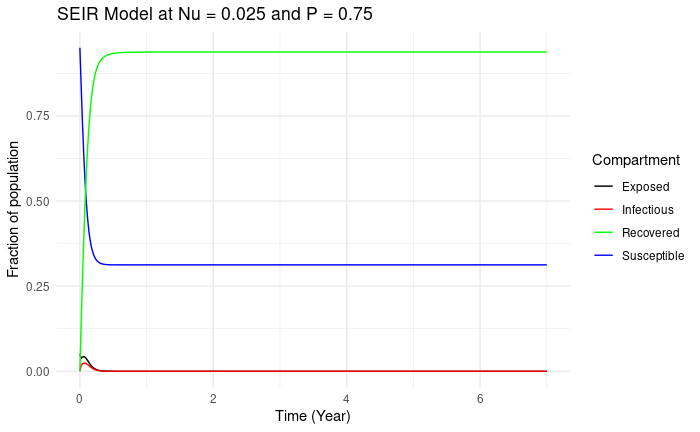 SEIR Model at Nu = 0.025 and P = 0.75
Fraction of population
0.75
0.50
0.25
0.00
0
2
4
6
Time (Year)
Compartment
Exposed
Infectious
Recovered
Susceptible